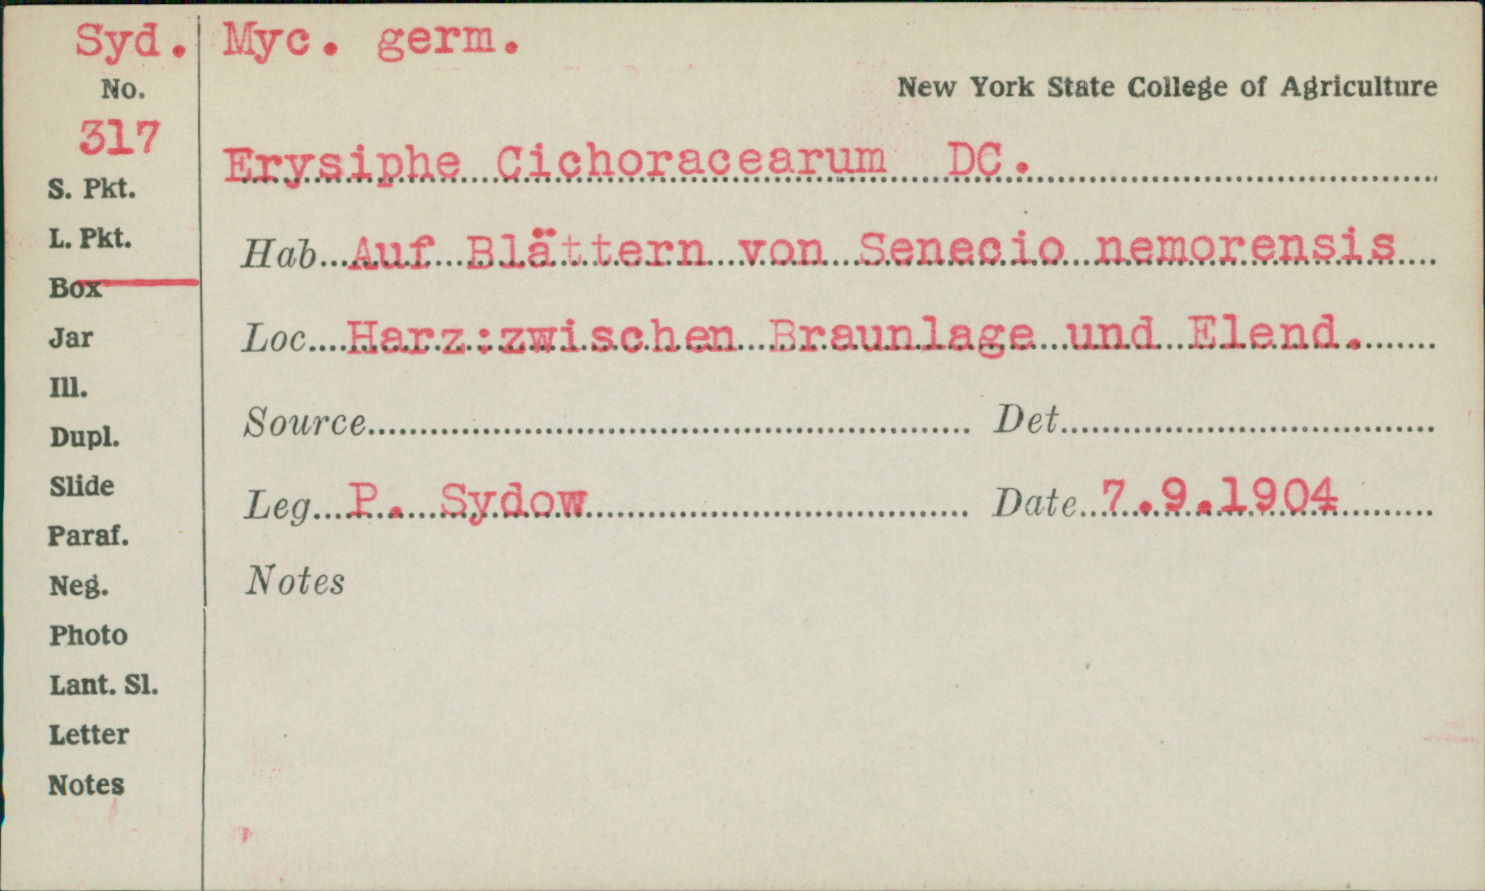 Syd. Myc. germ.
No.
New York State College of Agriculture
317
Erysiphe Cichoracearum DC.
S. Pkt.
L. Pkt.
Hab. Auf Blättern von Senecio nemorensis
Box
Jar
Loc. Harz:zwischen Braunlage und Elend.
Ill.
Dupl.
Source Det.
Slide
Leg. P. Sydow Date 7.9.1904
Paraf.
Neg.
Notes
Photo
Lant. Sl.
Letter
Notes